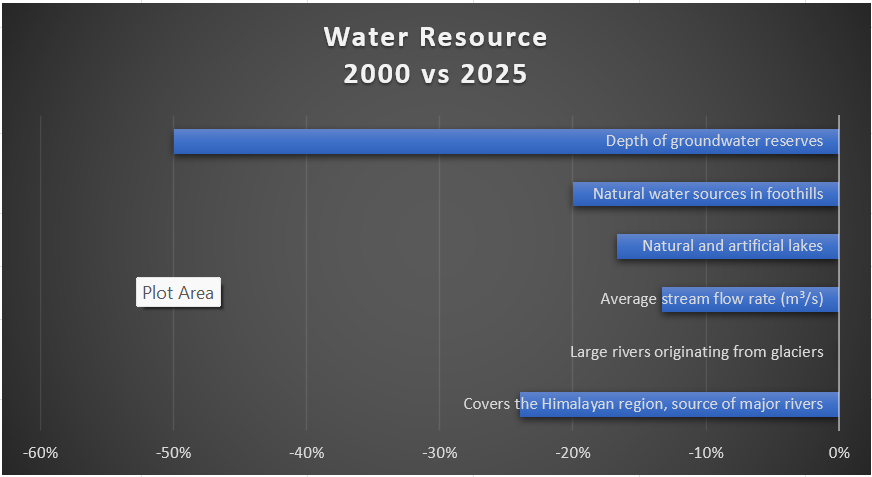 Water Resource
2000 vs 2025
Depth of groundwater reserves
Natural water sources in foothills
Natural and artificial lakes
Plot Area
Average stream flow rate (m³/s)
Large rivers originating from glaciers
Covers the Himalayan region, source of major rivers
-60% -50% -40% -30% -20% -10% 0%